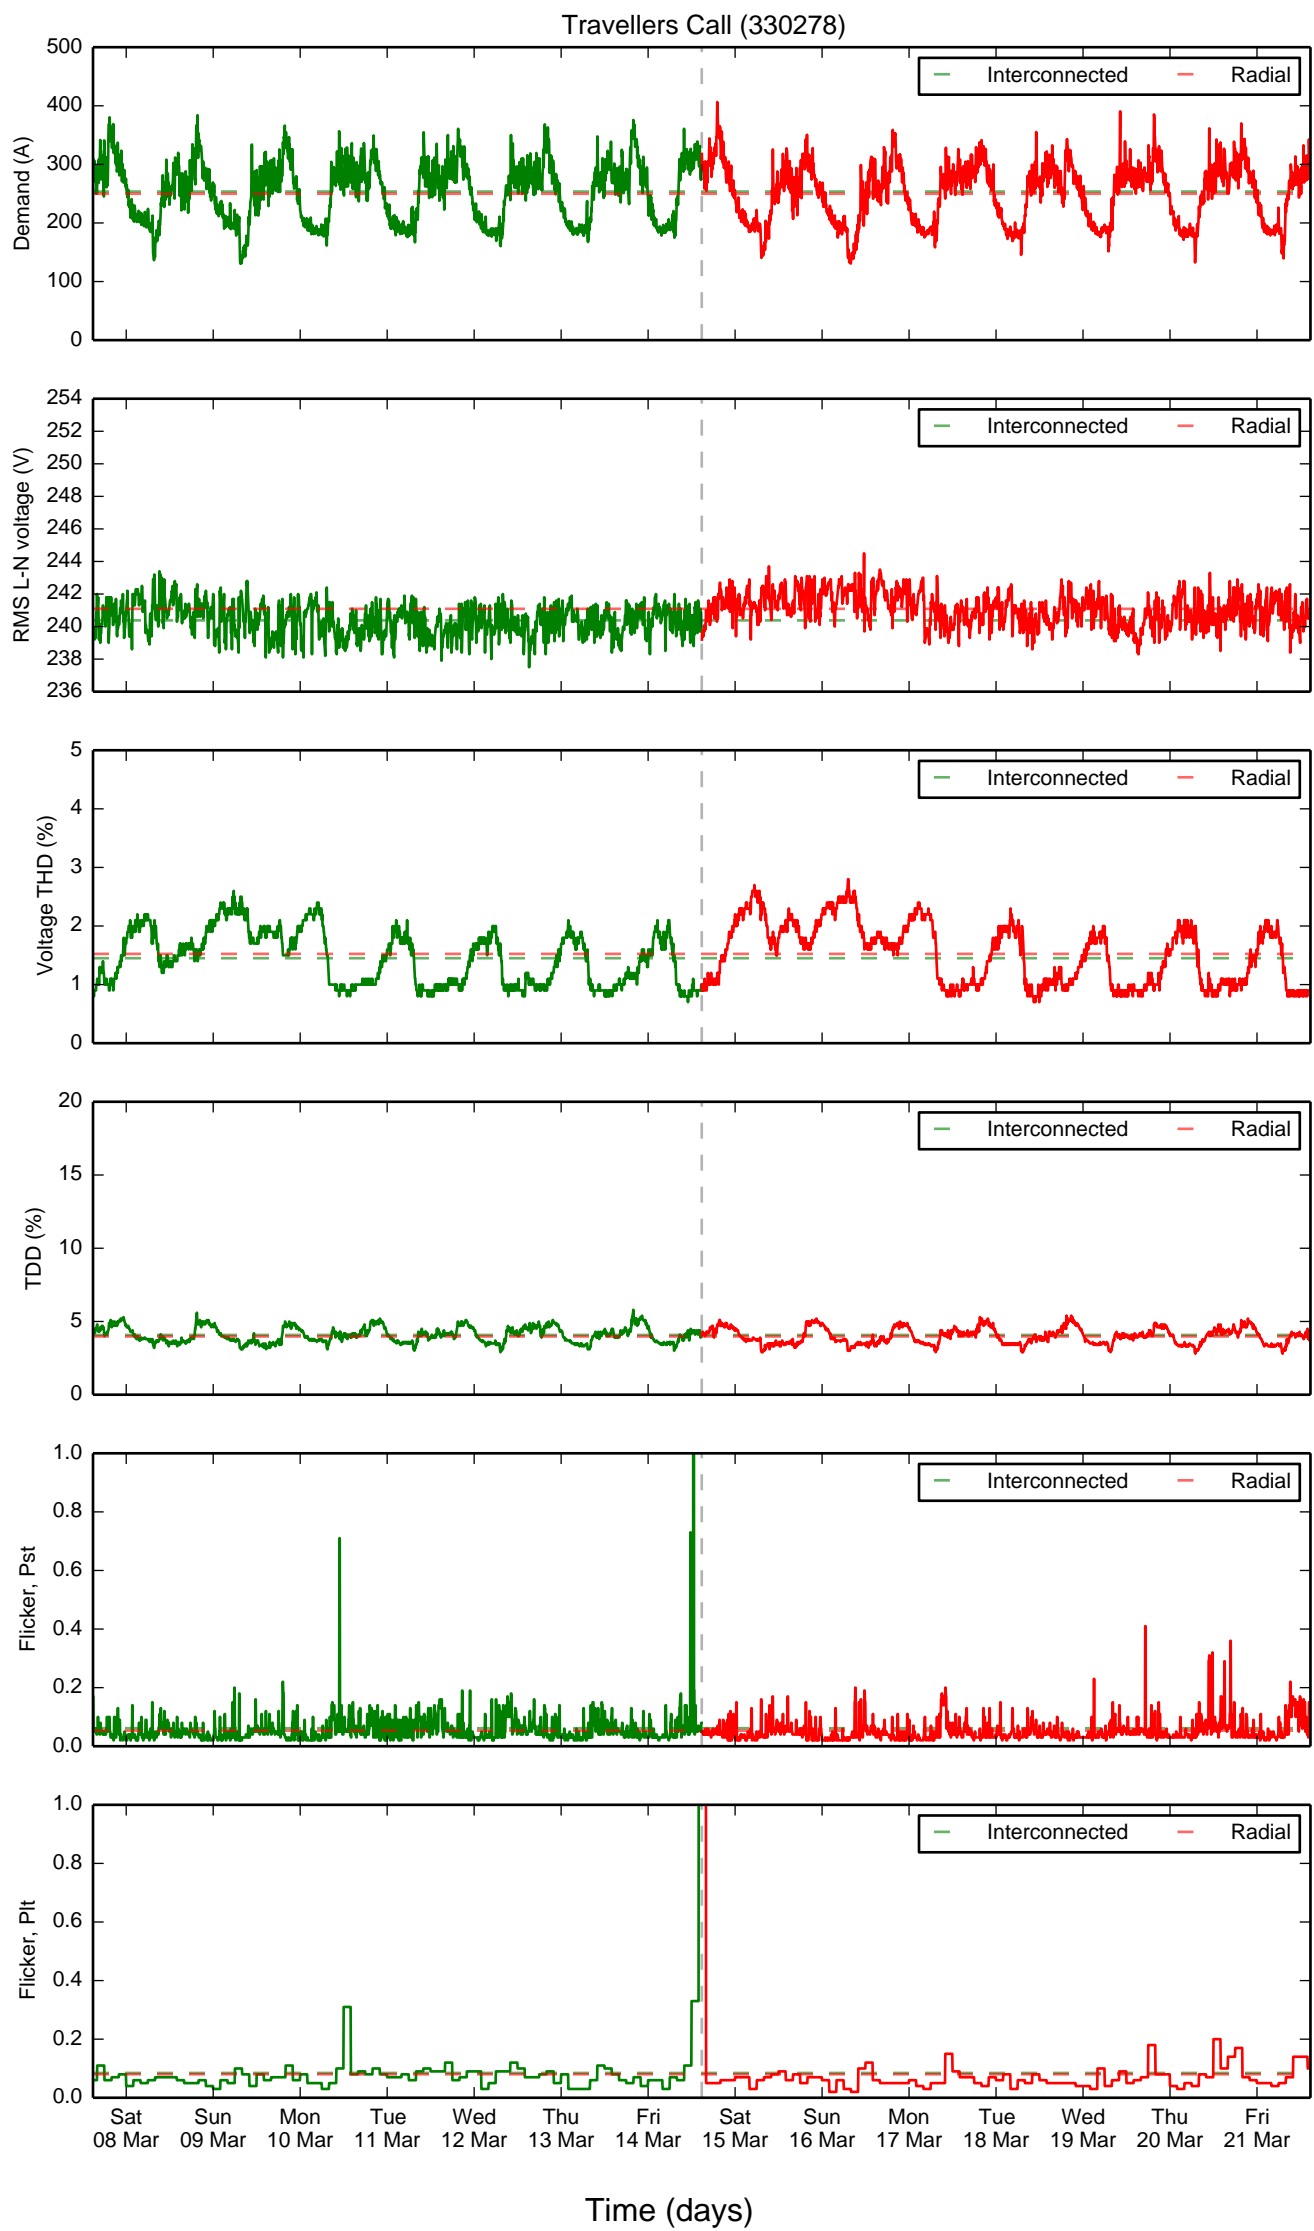 Travellers Call (330278)
500
400
300
200
100
0
Demand (A)
Interconnected Radial
254
252
250
248
246
244
242
240
238
236
RMS L-N voltage (V)
Interconnected Radial
5
4
3
2
1
0
Voltage THD (%)
Interconnected Radial
20
15
10
5
0
TDD (%)
Interconnected Radial
1.0
0.8
0.6
0.4
0.2
0.0
Flicker, Pst
Interconnected Radial
1.0
0.8
0.6
0.4
0.2
0.0
Flicker, Plt
Interconnected Radial
Sat Sun Mon Tue Wed Thu Fri Sat Sun Mon Tue Wed Thu Fri
08 Mar 09 Mar 10 Mar 11 Mar 12 Mar 13 Mar 14 Mar 15 Mar 16 Mar 17 Mar 18 Mar 19 Mar 20 Mar 21 Mar
Time (days)